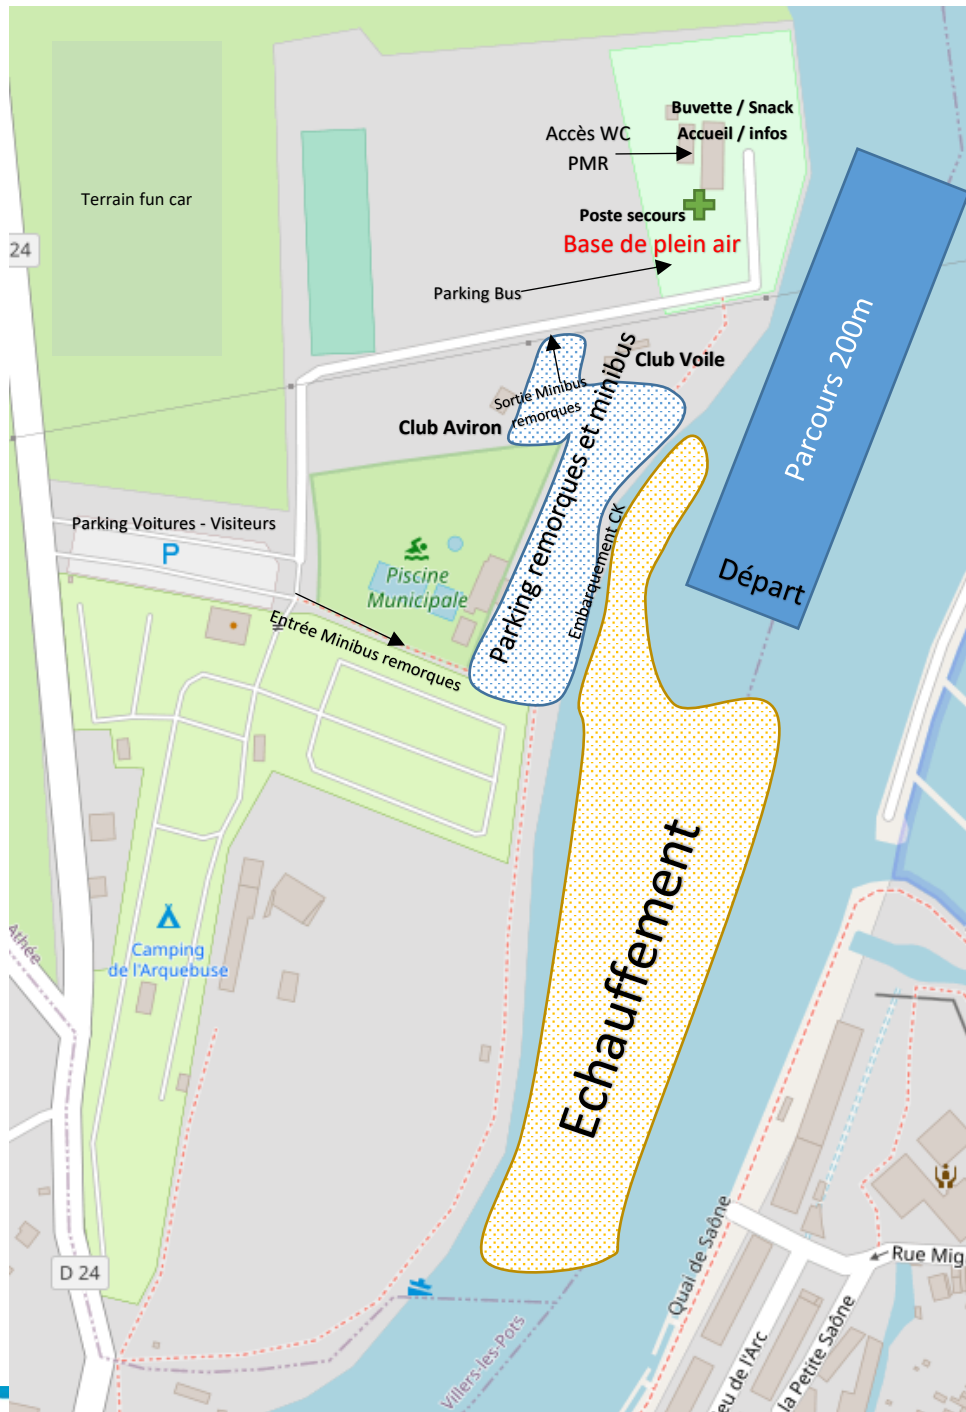 Buvette / Snack
Accès WC
Accueil / infos
PMR
Terrain fun car
Poste secours
Base de plein air
24
Parking Bus
Parcours 200m
Club Voile
Sortie Minibus
remorques
Club Aviron
Parking remorques et minibus
Parking Voitures - Visiteurs
P
Embarquement CK
Piscine
Municipale
Départ
Entrée Minibus remorques
Echauffement
Athée
Camping
de l'Arquebuse
D 24
Quai de Saône
Rue Mig
Villers-les-Pots
eu de l'Arc
la Petite Saône